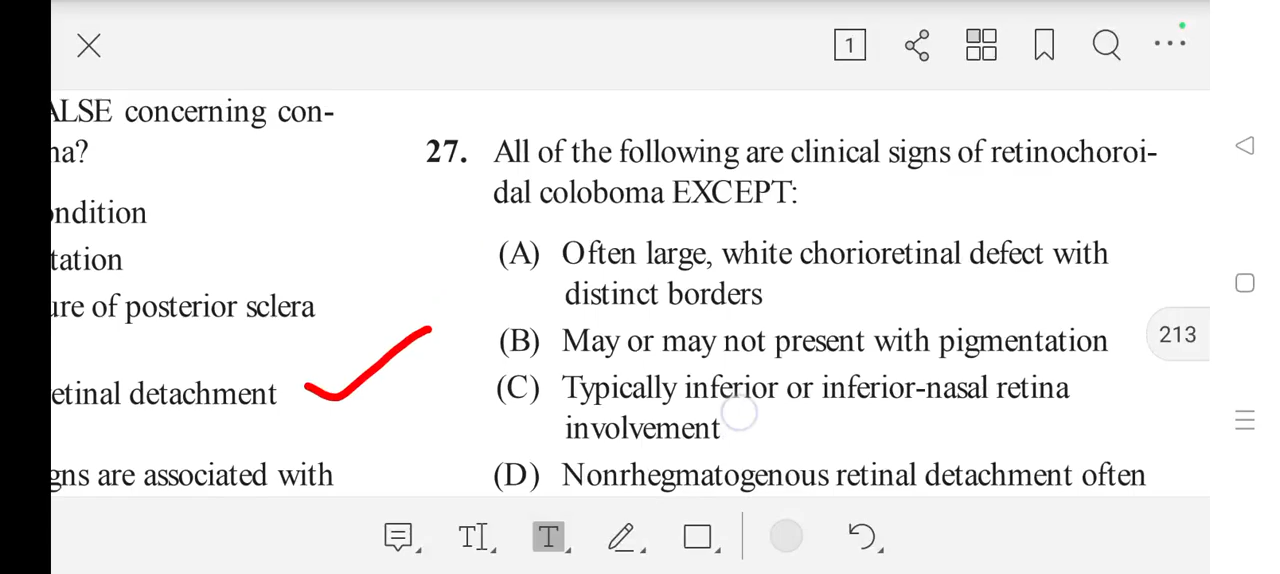 1
ALSE concerning con-
na?
ondition
tation
ure of posterior sclera
etinal detachment
gns are associated with
27. All of the following are clinical signs of retinochoroi-
dal coloboma EXCEPT:
(A) Often large, white chorioretinal defect with
distinct borders
(B) May or may not present with pigmentation
(C) Typically inferior or inferior-nasal retina
involvement
(D) Nonrhegmatogenous retinal detachment often
213